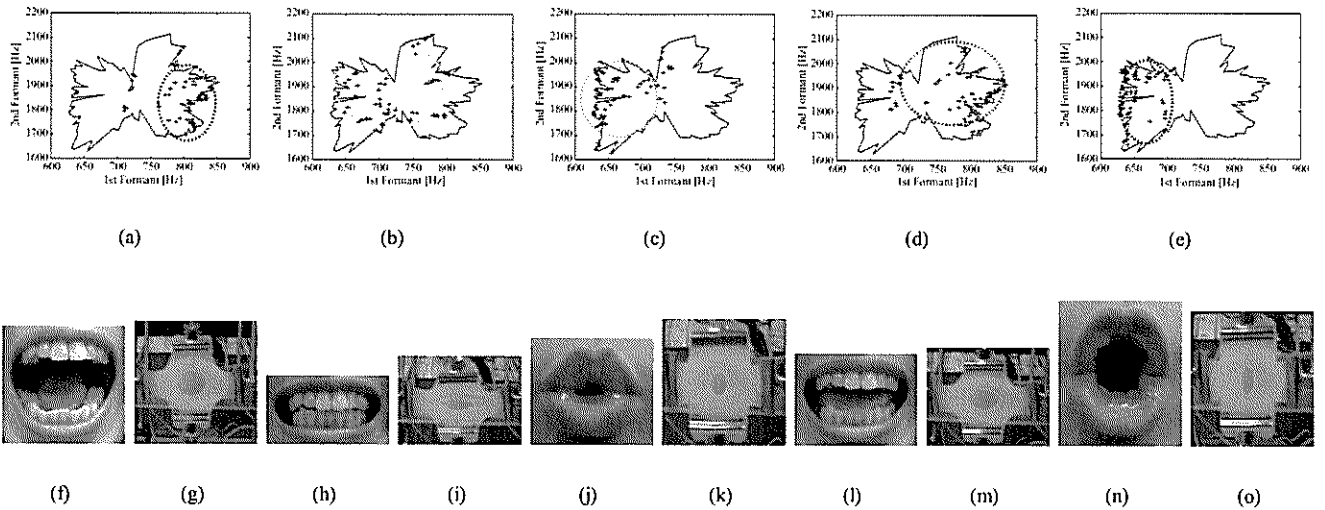 2200
2100
2000
1900
1800
1700
1600
2nd Formant [Hz]
600 650 700 750 800 850 900
1st Formant [Hz]
(a)
2200
2100
2000
1900
1800
1700
1600
2nd Formant [Hz]
600 650 700 750 800 850 900
1st Formant [Hz]
(b)
2200
2100
2000
1900
1800
1700
1600
2nd Formant [Hz]
600 650 700 750 800 850 900
1st Formant [Hz]
(c)
2200
2100
2000
1900
1800
1700
1600
2nd Formant [Hz]
600 650 700 750 800 850 900
1st Formant [Hz]
(d)
2200
2100
2000
1900
1800
1700
1600
2nd Formant [Hz]
600 650 700 750 800 850 900
1st Formant [Hz]
(e)
(f) (g) (h) (i) (j) (k) (l) (m) (n) (o)